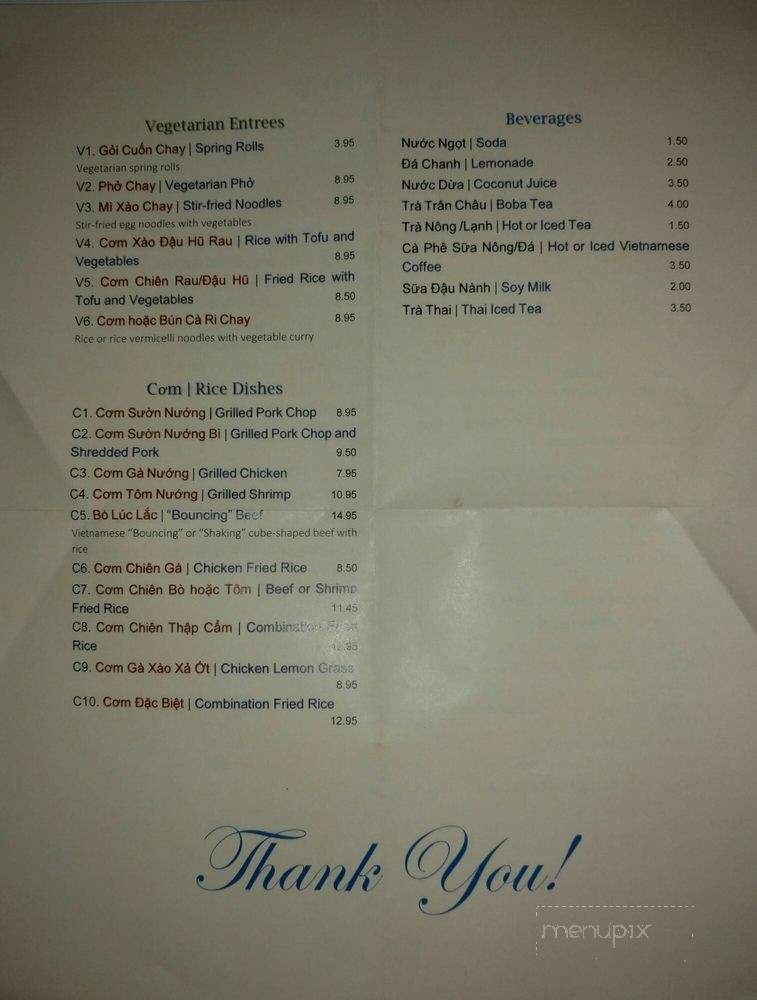 Vegetarian Entrees
V1. Gỏi Cuốn Chay | Spring Rolls 3.95
Vegetarian spring rolls
V2. Phở Chay | Vegetarian Phở 8.95
V3. Mì Xào Chay | Stir-fried Noodles 8.95
Stir-fried egg noodles with vegetables
V4. Cơm Xào Đậu Hũ Rau | Rice with Tofu and
Vegetables 8.95
V5. Cơm Chiên Rau/Đậu Hũ | Fried Rice with
Tofu and Vegetables 8.50
V6. Cơm hoặc Bún Cà Ri Chay 8.95
Rice or rice vermicelli noodles with vegetable curry
Cơm | Rice Dishes
C1. Cơm Sườn Nướng | Grilled Pork Chop 8.95
C2. Cơm Sườn Nướng Bì | Grilled Pork Chop and
Shredded Pork 9.50
C3. Cơm Gà Nướng | Grilled Chicken 7.95
C4. Cơm Tôm Nướng | Grilled Shrimp 10.95
C5. Bò Lúc Lắc | "Bouncing" Beef 14.95
Vietnamese "Bouncing" or "Shaking" cube-shaped beef with
rice
C6. Cơm Chiên Gà | Chicken Fried Rice 8.50
C7. Cơm Chiên Bò hoặc Tôm | Beef or Shrimp
Fried Rice 11.45
C8. Cơm Chiên Thập Cẩm | Combination Fried
Rice 12.95
C9. Cơm Gà Xào Xả Ớt | Chicken Lemon Grass
8.95
C10. Cơm Đặc Biệt | Combination Fried Rice
12.95
Beverages
Nước Ngọt | Soda 1.50
Đá Chanh | Lemonade 2.50
Nước Dừa | Coconut Juice 3.50
Trà Trân Châu | Boba Tea 4.00
Trà Nông /Lạnh | Hot or Iced Tea 1.50
Cà Phê Sữa Nông/Đá | Hot or Iced Vietnamese
Coffee 3.50
Sữa Đậu Nành | Soy Milk 2.00
Trà Thai | Thai Iced Tea 3.50
Thank You!
menupix